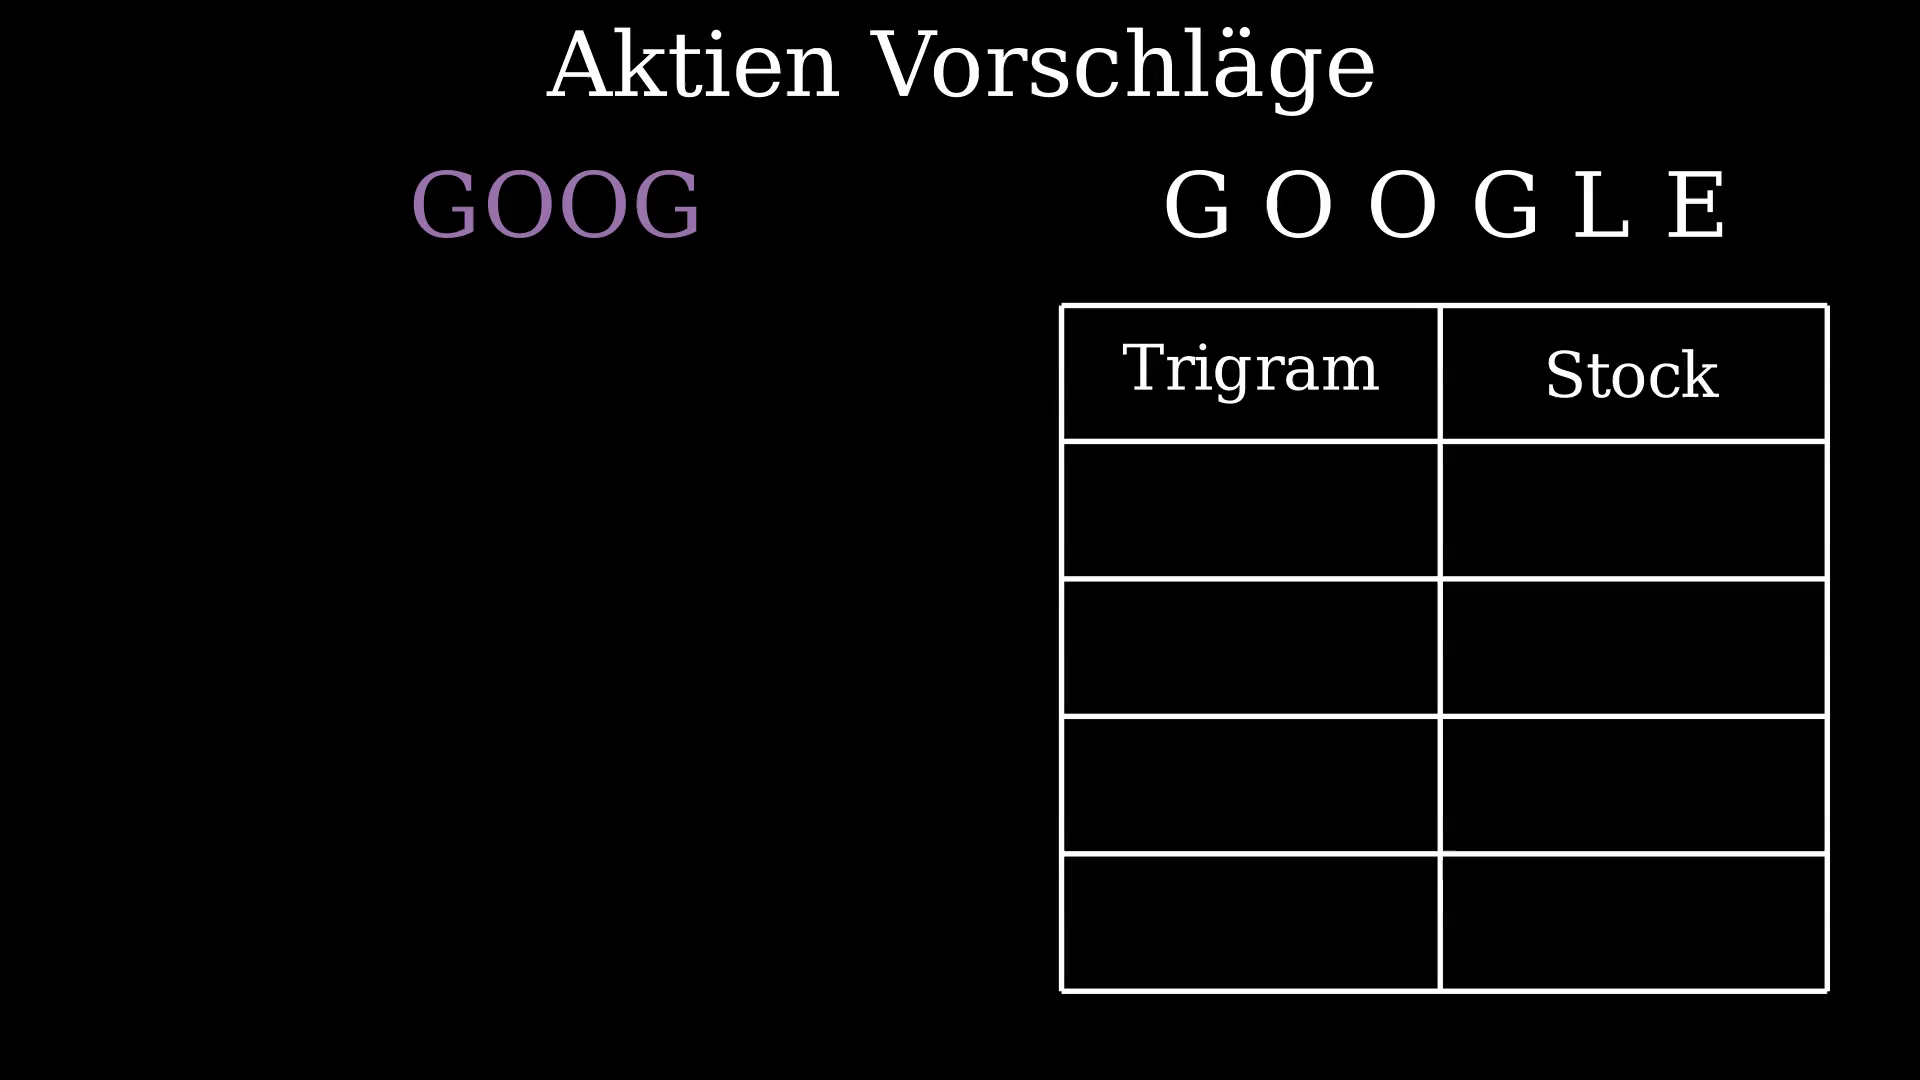 Aktien Vorschläge
GOOG
G O O G L E
Trigram Stock